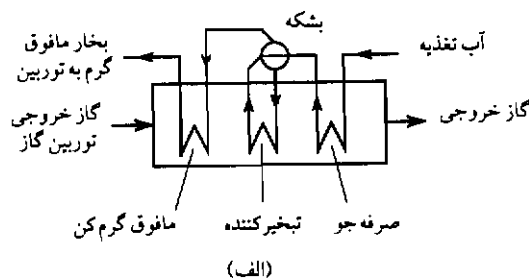 بشکه
بخار مافوق
گرم به توربین
آب تغذیه
گاز خروجی
توربین گاز
گاز خروجی
مافوق گرم کن
تبخیرکننده
صرفه جو
(الف)